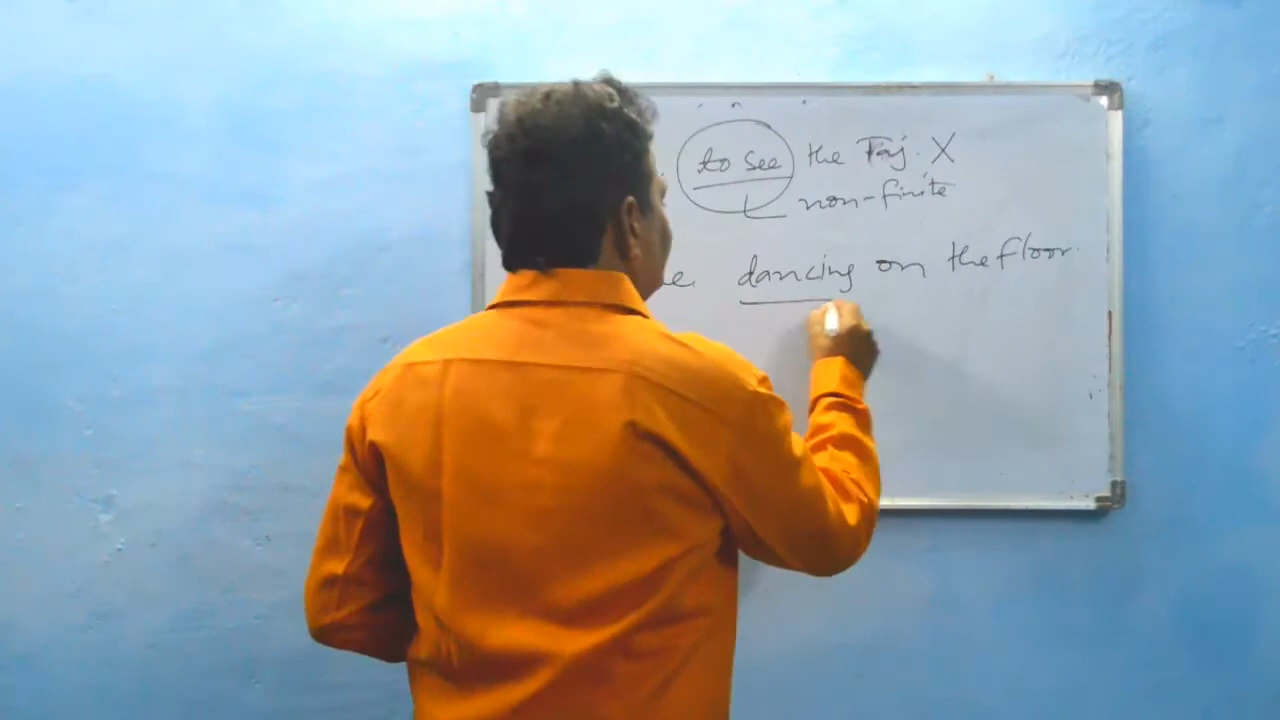 to see the Taj. X
non-finite
dancing on the floor.